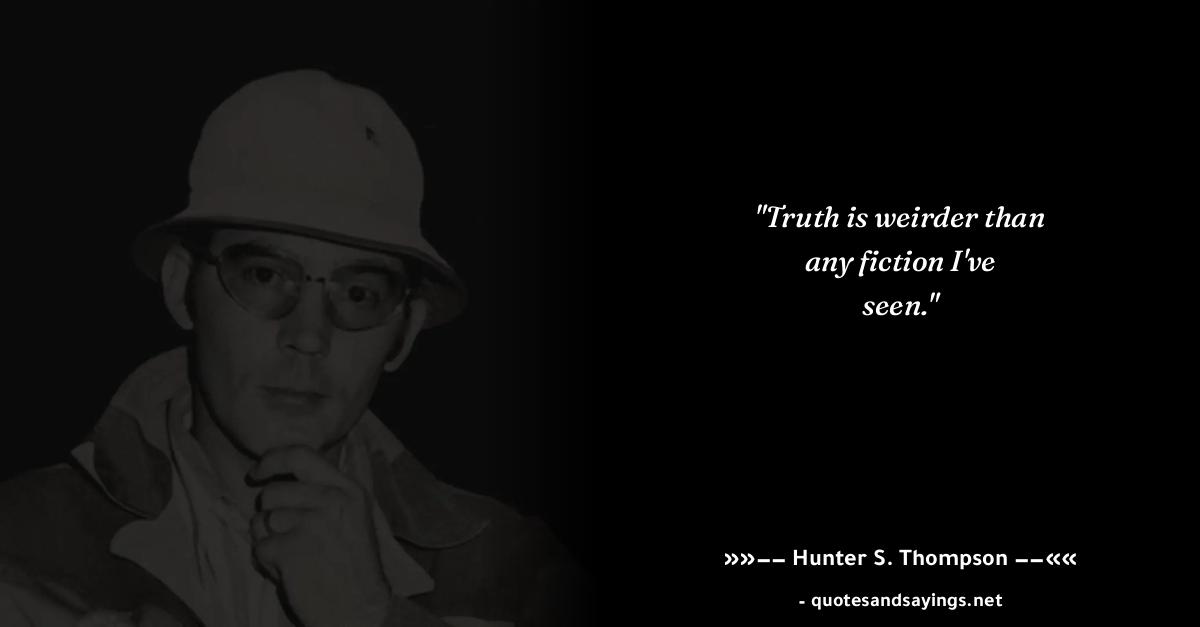 "Truth is weirder than
any fiction I've
seen."
»»–– Hunter S. Thompson ––««
- quotesandsayings.net